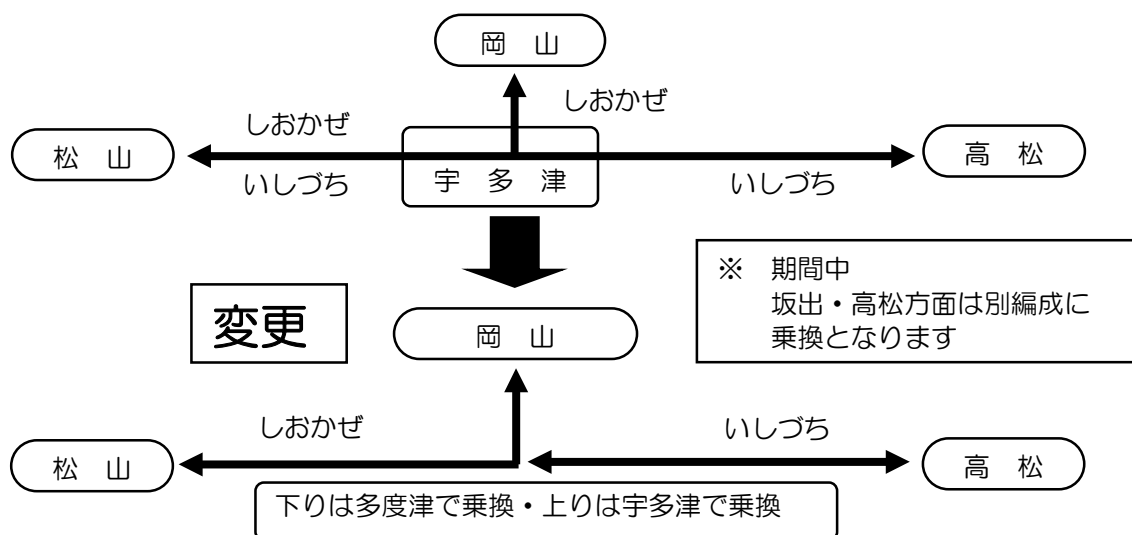 岡 山
しおかぜ
しおかぜ
松 山
高 松
宇 多 津
いしづち
いしづち
※ 期間中
坂出・高松方面は別編成に
乗換となります
変更
岡 山
しおかぜ
いしづち
松 山
高 松
下りは多度津で乗換・上りは宇多津で乗換